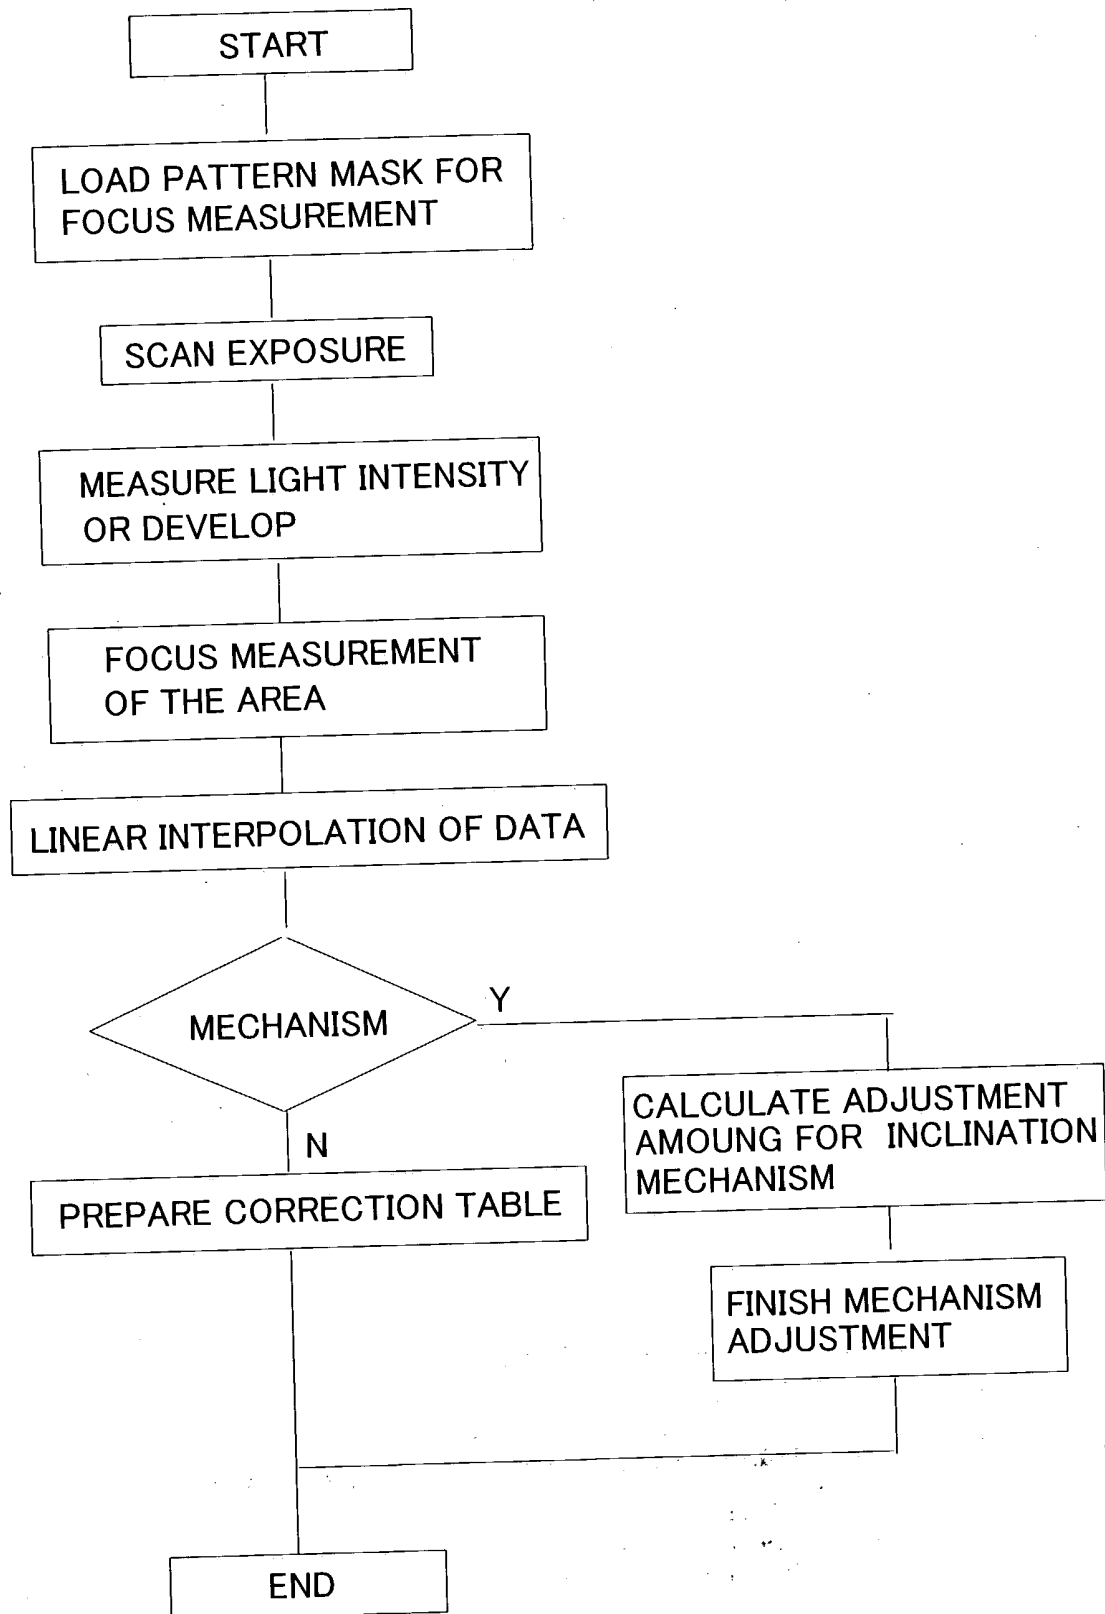 START
LOAD PATTERN MASK FOR
FOCUS MEASUREMENT
SCAN EXPOSURE
MEASURE LIGHT INTENSITY
OR DEVELOP
FOCUS MEASUREMENT
OF THE AREA
LINEAR INTERPOLATION OF DATA
MECHANISM
Y
N
CALCULATE ADJUSTMENT
AMOUNG FOR INCLINATION
MECHANISM
PREPARE CORRECTION TABLE
FINISH MECHANISM
ADJUSTMENT
END